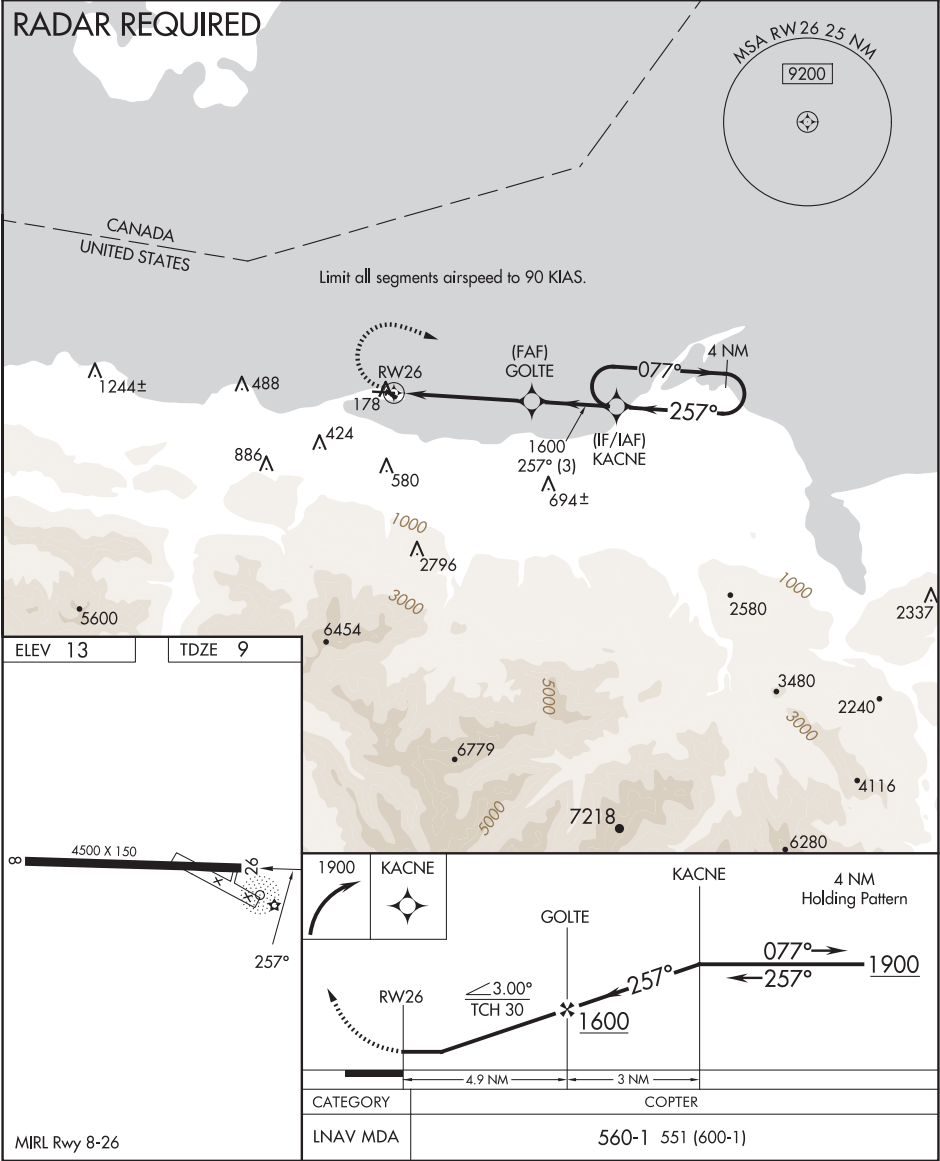 RADAR REQUIRED
MSA RW26 25 NM
9200
CANADA
UNITED STATES
Limit all segments airspeed to 90 KIAS.
(FAF)
GOLTE
4 NM
RW26
077°
1244±
488
178
257°
1600
257° (3)
(IF/IAF)
KACNE
424
886
580
694±
1000
2796
1000
3000
2580
2337
5600
6454
ELEV 13
TDZE 9
5000
3480
2240
3000
6779
4116
5000
7218
6280
4500 X 150
8
26
X
X
257°
1900
KACNE
KACNE
4 NM
Holding Pattern
GOLTE
077°
257°
1900
257°
RW26
3.00°
TCH 30
1600
4.9 NM
3 NM
CATEGORY
COPTER
MIRL Rwy 8-26
LNAV MDA
560-1 551 (600-1)